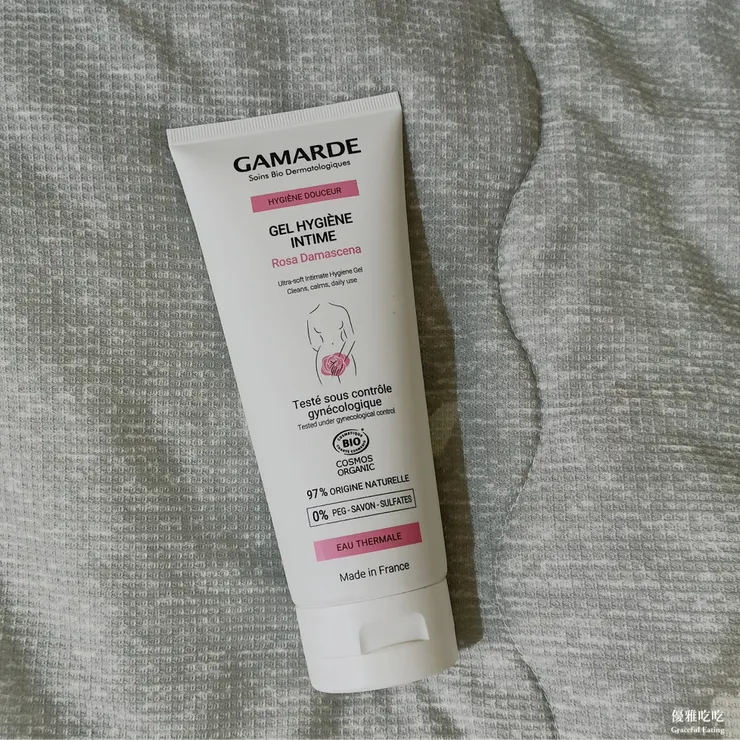 GAMARDE
Soins Bio Dermatologiques
HYGIÈNE DOUCEUR
GEL HYGIÈNE
INTIME
Rosa Damascena
Ultra-soft Intimate Hygiene Gel
Cleans, calms, daily use
Testé sous contrôle
gynécologique
Tested under gynecological control
COSMÉTIQUE
BIO
COSMOS
ORGANIC
97% ORIGINE NATURELLE
0% PEG - SAVON - SULFATES
EAU THERMALE
Made in France
優雅吃吃
Graceful Eating